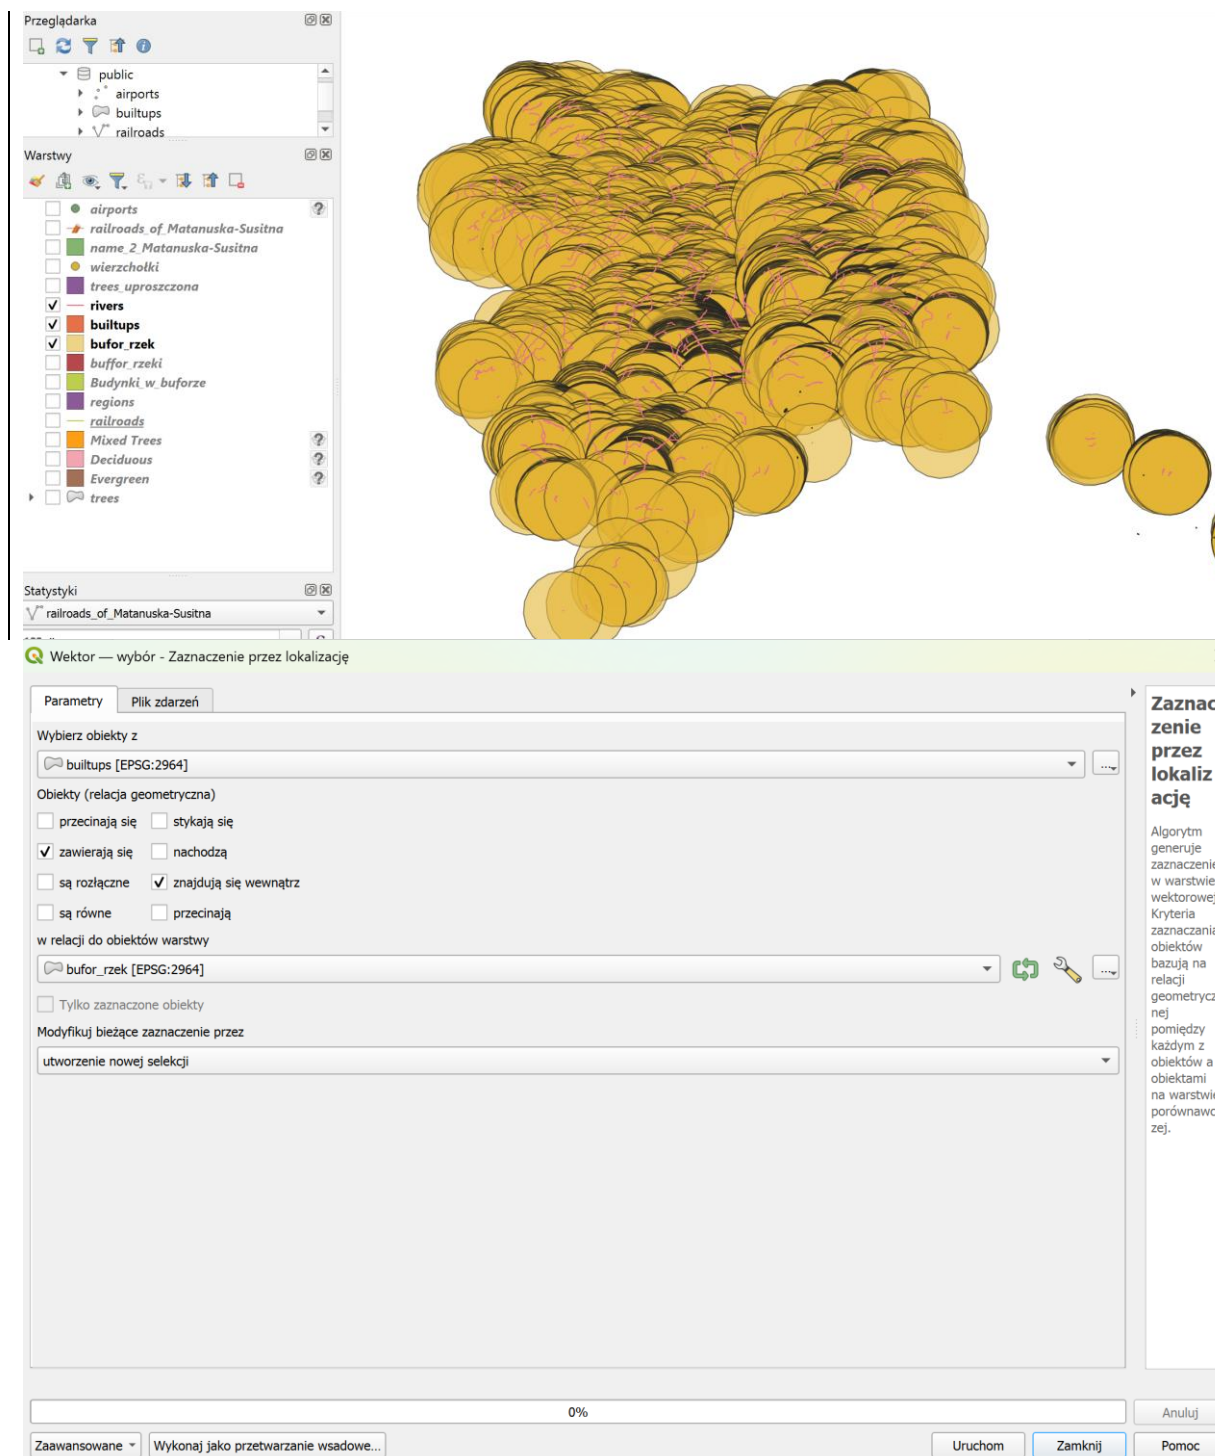 Przeglądarka
public
airports
builtups
railroads
Warstwy
airports
railroads_of_Matanuska-Susitna
name_2_Matanuska-Susitna
wierzchołki
trees_uproszczona
rivers
builtups
bufor_rzek
buffor_rzeki
Budynki_w_buforze
regions
railroads
Mixed Trees
Deciduous
Evergreen
trees
Statystyki
railroads_of_Matanuska-Susitna
Wektor — wybór - Zaznaczenie przez lokalizację
Parametry Plik zdarzeń
Wybierz obiekty z
builtups [EPSG:2964]
Obiekty (relacja geometryczna)
przecinają się stykają się
zawierają się nachodzą
są rozłączne znajdują się wewnątrz
są równe przecinają
w relacji do obiektów warstwy
bufor_rzek [EPSG:2964]
Tylko zaznaczone obiekty
Modyfikuj bieżące zaznaczenie przez
utworzenie nowej selekcji
Zaznac
zenie
przez
lokaliz
ację
Algorytm
generuje
zaznaczenie
w warstwie
wektorowej
Kryteria
zaznaczania
obiektów
bazują na
relacji
geometrycz
nej
pomiędzy
każdym z
obiektów a
obiektami
na warstwie
porównawc
zej.
0%
Anuluj
Zaawansowane Wykonaj jako przetwarzanie wsadowe... Uruchom Zamknij Pomoc